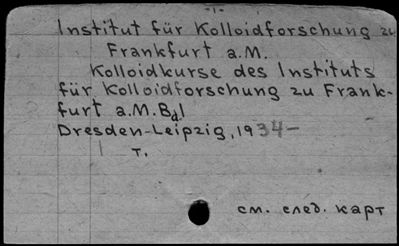 -1.
Institut für Kolloidforschung zu
Frankfurt a.M.
Kolloidkurse des Instituts
für Kolloidforschung zu Frank-
furt a.M. Bd.1
Dresden-Leipzig, 1934-
т.
см. след. карт